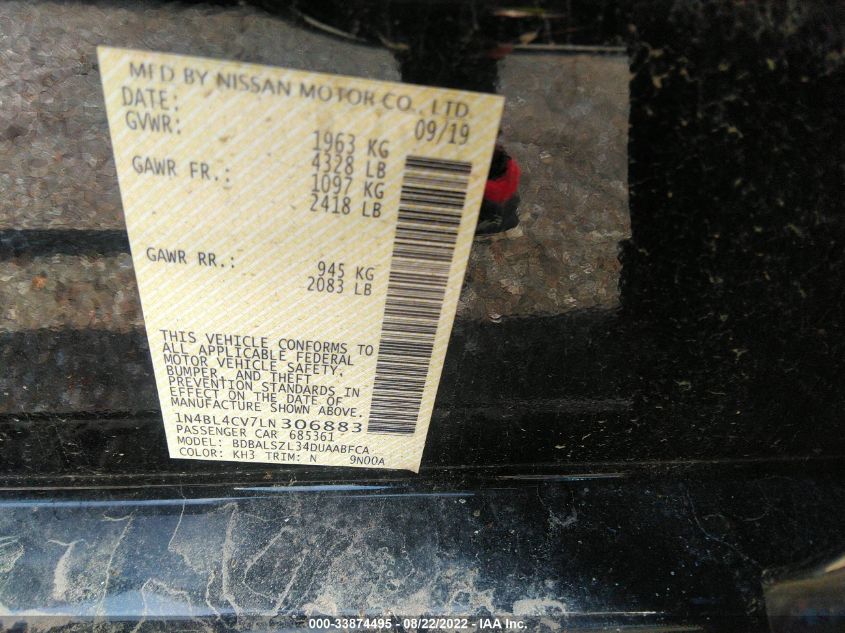 MFD BY NISSAN MOTOR CO., LTD.
DATE: 09/19
GVWR: 1963 KG
4328 LB
GAWR FR.: 1097 KG
2418 LB
GAWR RR.: 945 KG
2083 LB
THIS VEHICLE CONFORMS TO
ALL APPLICABLE FEDERAL
MOTOR VEHICLE SAFETY,
BUMPER, AND THEFT
PREVENTION STANDARDS IN
EFFECT ON THE DATE OF
MANUFACTURE SHOWN ABOVE.
1N4BL4CV7LN306883
PASSENGER CAR 685361
MODEL: BDBALSZL34DUAABFCA
COLOR: KH3 TRIM: N 9N00A
000-33874495 - 08/22/2022 - IAA Inc.